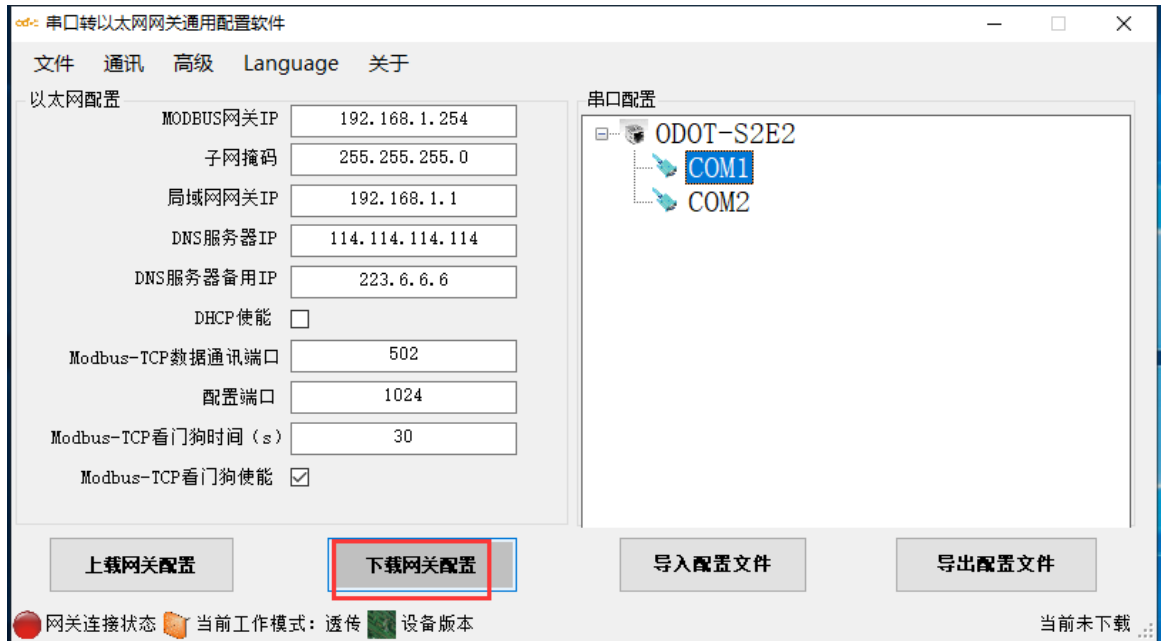 odot 串口转以太网网关通用配置软件
文件 通讯 高级 Language 关于
以太网配置
MODBUS网关IP 192.168.1.254
子网掩码 255.255.255.0
局域网网关IP 192.168.1.1
DNS服务器IP 114.114.114.114
DNS服务器备用IP 223.6.6.6
DHCP使能
Modbus-TCP数据通讯端口 502
配置端口 1024
Modbus-TCP看门狗时间（s） 30
Modbus-TCP看门狗使能
串口配置
ODOT-S2E2
COM1
COM2
上载网关配置 下载网关配置 导入配置文件 导出配置文件
网关连接状态 当前工作模式：透传 设备版本 当前未下载